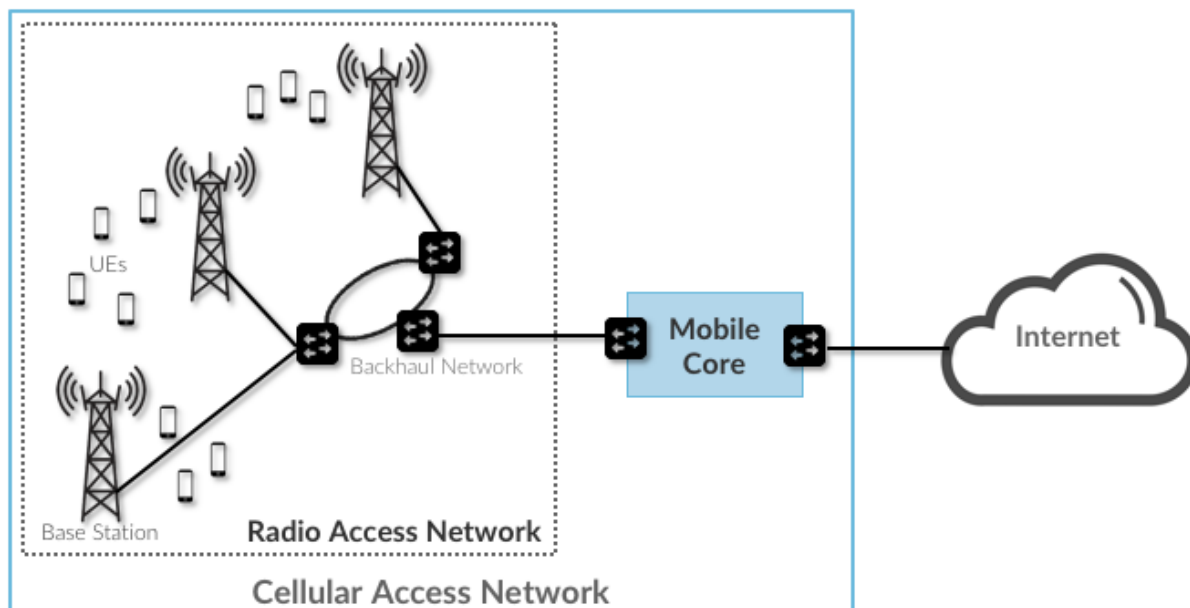 UEs
Backhaul Network
Mobile
Core
Internet
Base Station
Radio Access Network
Cellular Access Network